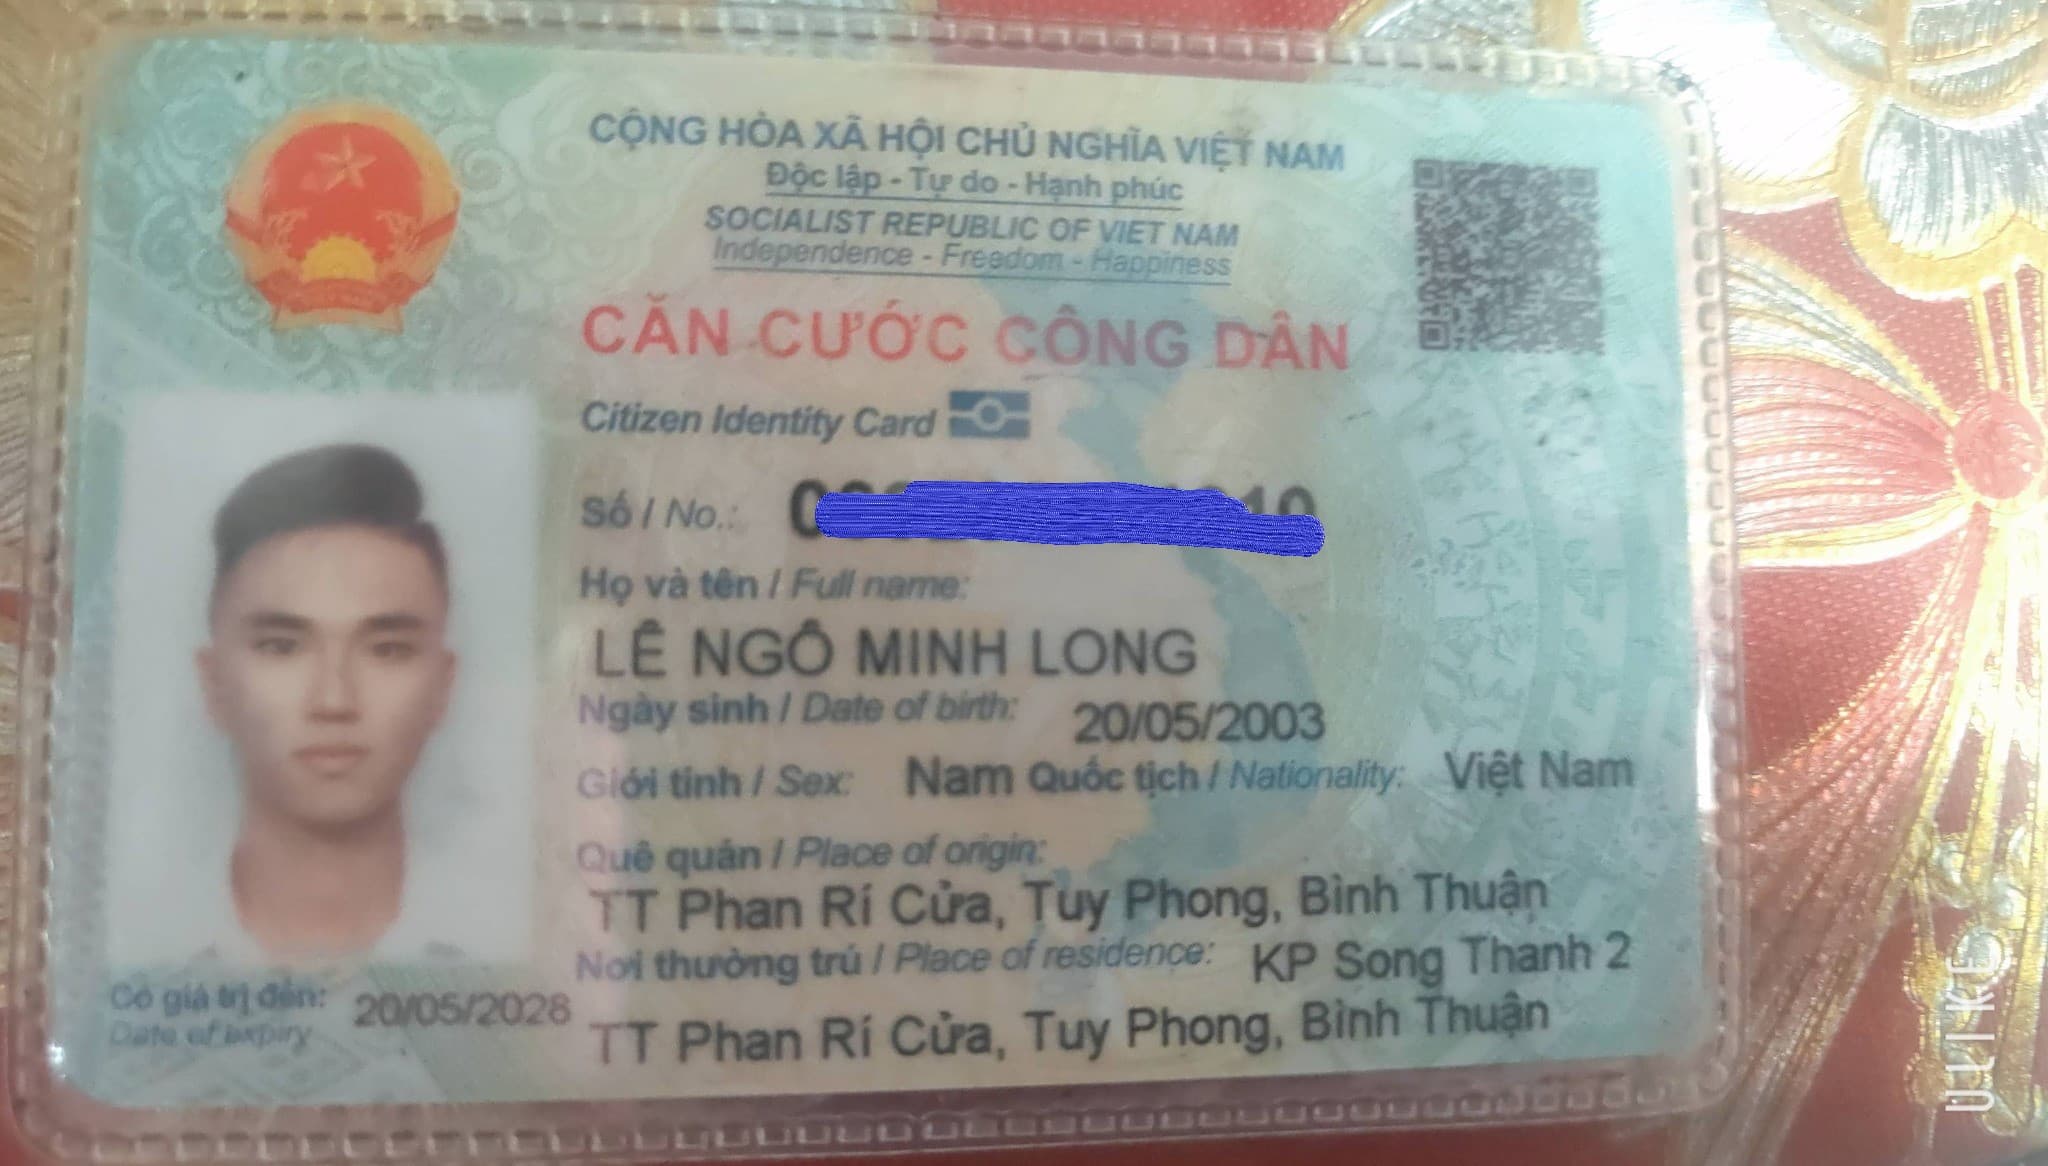 CỘNG HÒA XÃ HỘI CHỦ NGHĨA VIỆT NAM
Độc lập - Tự do - Hạnh phúc
SOCIALIST REPUBLIC OF VIET NAM
Independence - Freedom - Happiness
CĂN CƯỚC CÔNG DÂN
Citizen Identity Card
Số / No.:
Họ và tên / Full name:
LÊ NGÔ MINH LONG
Ngày sinh / Date of birth: 20/05/2003
Giới tính / Sex: Nam Quốc tịch / Nationality: Việt Nam
Quê quán / Place of origin:
TT Phan Rí Cửa, Tuy Phong, Bình Thuận
Nơi thường trú / Place of residence: KP Song Thanh 2
TT Phan Rí Cửa, Tuy Phong, Bình Thuận
Có giá trị đến: 20/05/2028
Date of expiry
ULIKE